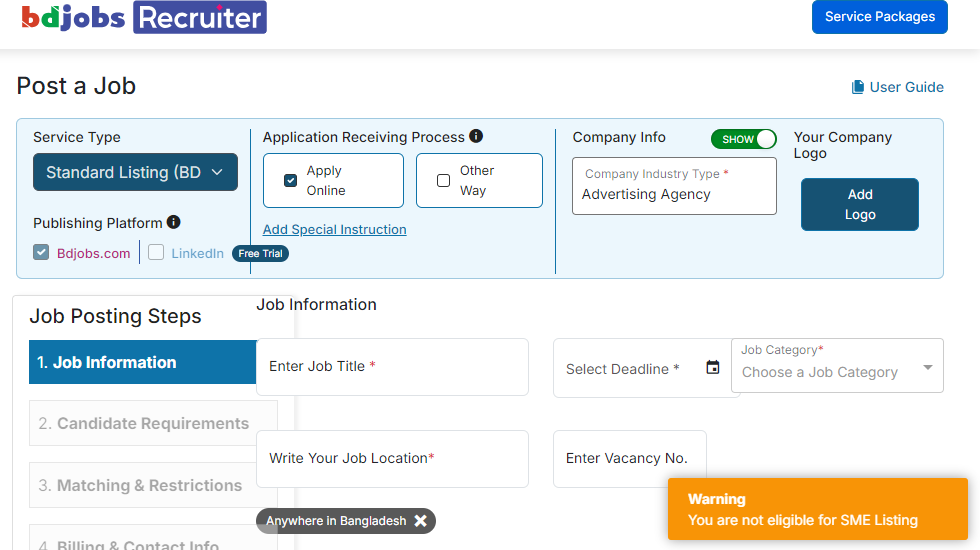 bdjobs Recruiter
Service Packages
Post a Job
User Guide
Service Type
Standard Listing (BD
Publishing Platform
Bdjobs.com
LinkedIn
Free Trial
Application Receiving Process
Apply
Online
Other
Way
Add Special Instruction
Company Info
SHOW
Company Industry Type *
Advertising Agency
Your Company
Logo
Add
Logo
Job Posting Steps
1. Job Information
2. Candidate Requirements
3. Matching & Restrictions
4. Billing & Contact Info
Job Information
Enter Job Title *
Select Deadline *
Job Category*
Choose a Job Category
Write Your Job Location*
Enter Vacancy No.
Anywhere in Bangladesh
Warning
You are not eligible for SME Listing